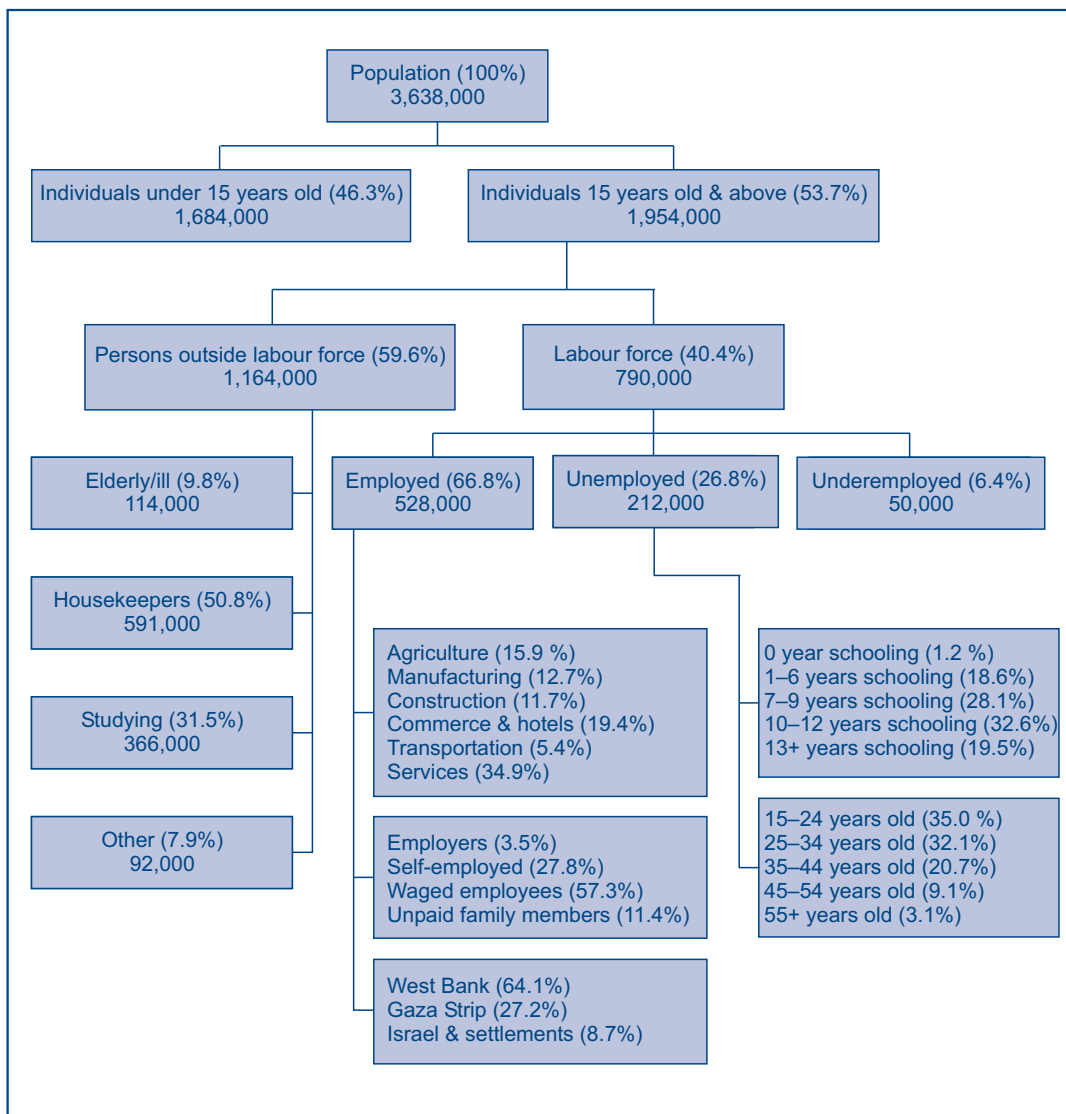 Population (100%)
3,638,000
Individuals under 15 years old (46.3%)
1,684,000
Individuals 15 years old & above (53.7%)
1,954,000
Persons outside labour force (59.6%)
1,164,000
Labour force (40.4%)
790,000
Elderly/ill (9.8%)
114,000
Employed (66.8%)
528,000
Unemployed (26.8%)
212,000
Underemployed (6.4%)
50,000
Housekeepers (50.8%)
591,000
Studying (31.5%)
366,000
Other (7.9%)
92,000
Agriculture (15.9 %)
Manufacturing (12.7%)
Construction (11.7%)
Commerce & hotels (19.4%)
Transportation (5.4%)
Services (34.9%)
Employers (3.5%)
Self-employed (27.8%)
Waged employees (57.3%)
Unpaid family members (11.4%)
West Bank (64.1%)
Gaza Strip (27.2%)
Israel & settlements (8.7%)
0 year schooling (1.2 %)
1–6 years schooling (18.6%)
7–9 years schooling (28.1%)
10–12 years schooling (32.6%)
13+ years schooling (19.5%)
15–24 years old (35.0 %)
25–34 years old (32.1%)
35–44 years old (20.7%)
45–54 years old (9.1%)
55+ years old (3.1%)